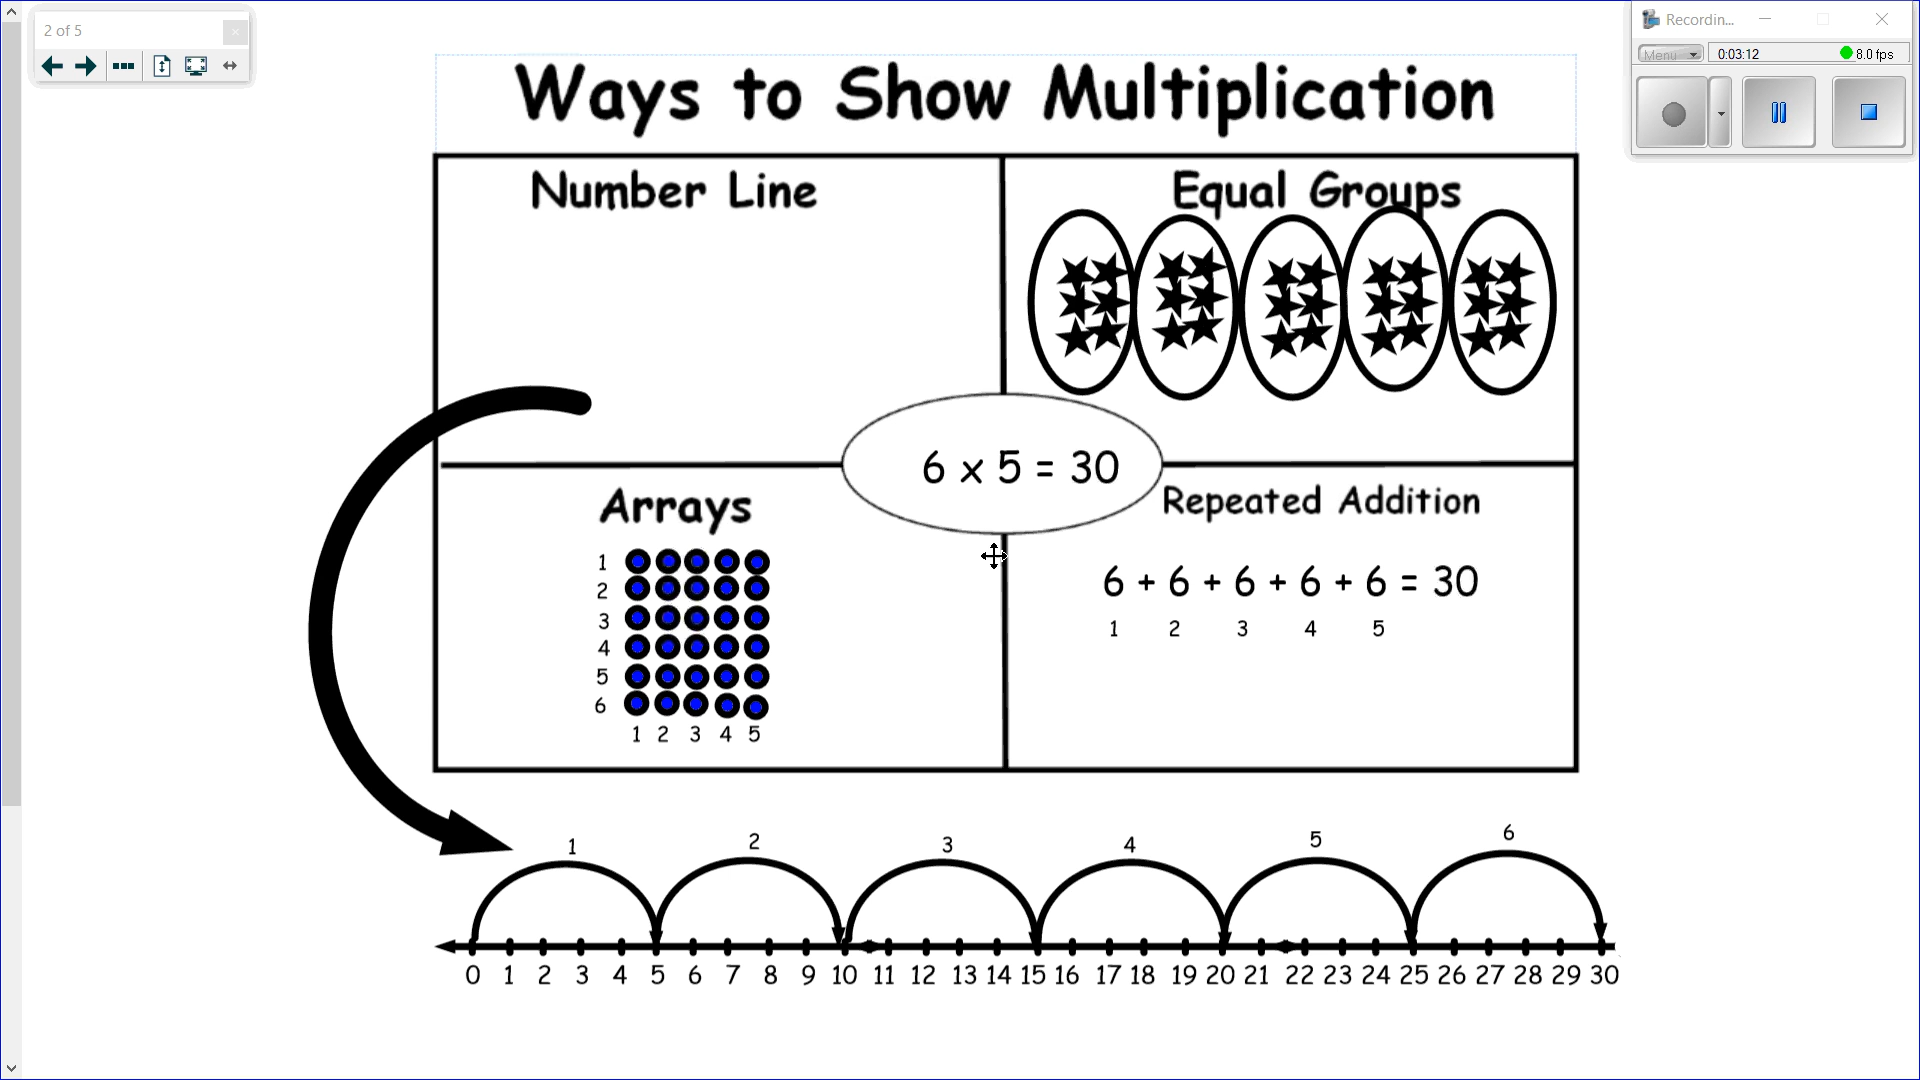 2 of 5
Recordin...
Menu
0:03:12
8.0 fps
Ways to Show Multiplication
Number Line
Equal Groups
6 x 5 = 30
Arrays
1
2
3
4
5
6
1 2 3 4 5
Repeated Addition
6 + 6 + 6 + 6 + 6 = 30
1 2 3 4 5
1 2 3 4 5 6
0 1 2 3 4 5 6 7 8 9 10 11 12 13 14 15 16 17 18 19 20 21 22 23 24 25 26 27 28 29 30